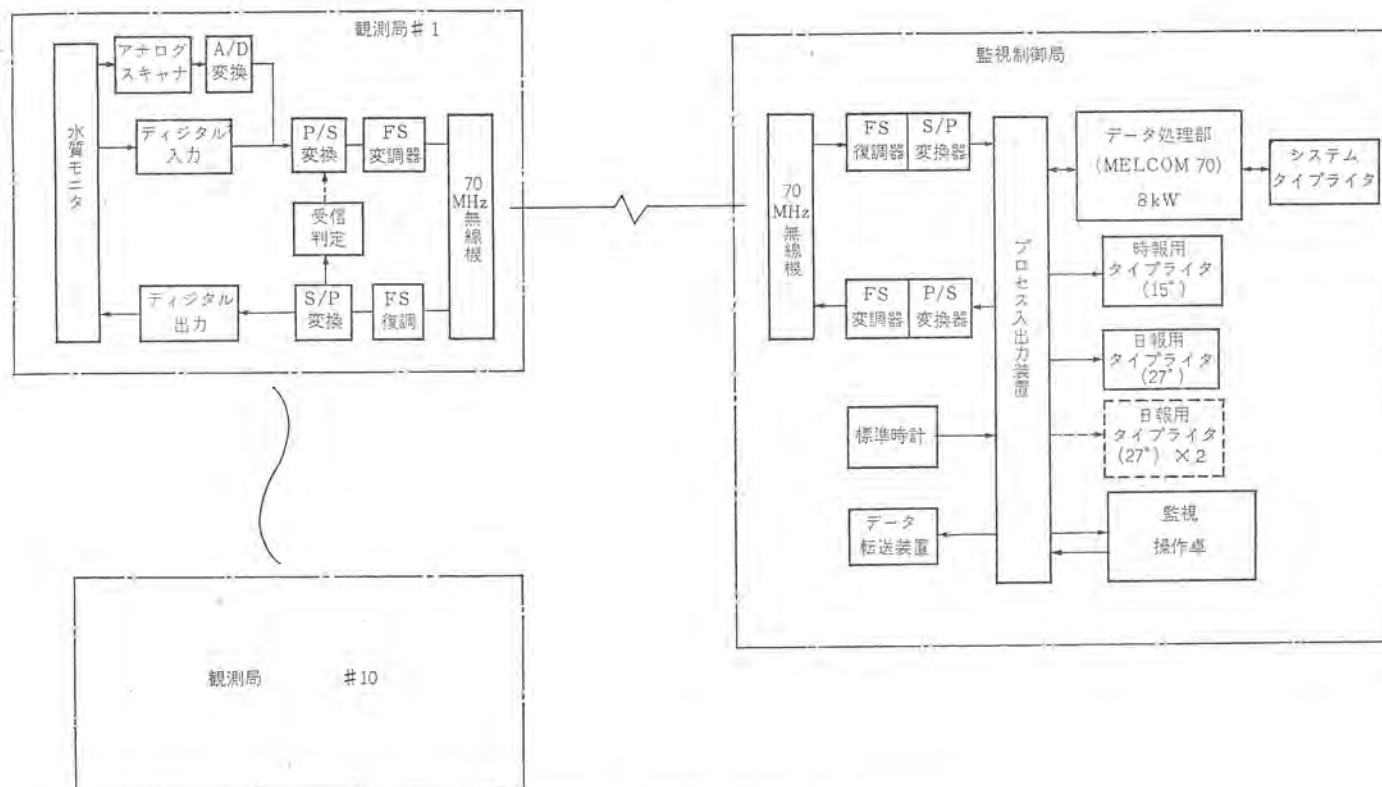 観測局#1
アナログ
スキャナ
A/D
変換
水質モニタ
ディジタル
入力
P/S
変換
FS
変調器
70
MHz
無線機
受信
判定
ディジタル
出力
S/P
変換
FS
復調
観測局 #10
監視制御局
70
MHz
無線機
FS
復調器
S/P
変換器
FS
変調器
P/S
変換器
標準時計
データ
転送装置
プロセス入出力装置
データ処理部
(MELCOM 70)
8kW
システム
タイプライタ
時報用
タイプライタ
(15")
日報用
タイプライタ
(27")
日報用
タイプライタ
(27") ×2
監視
操作卓